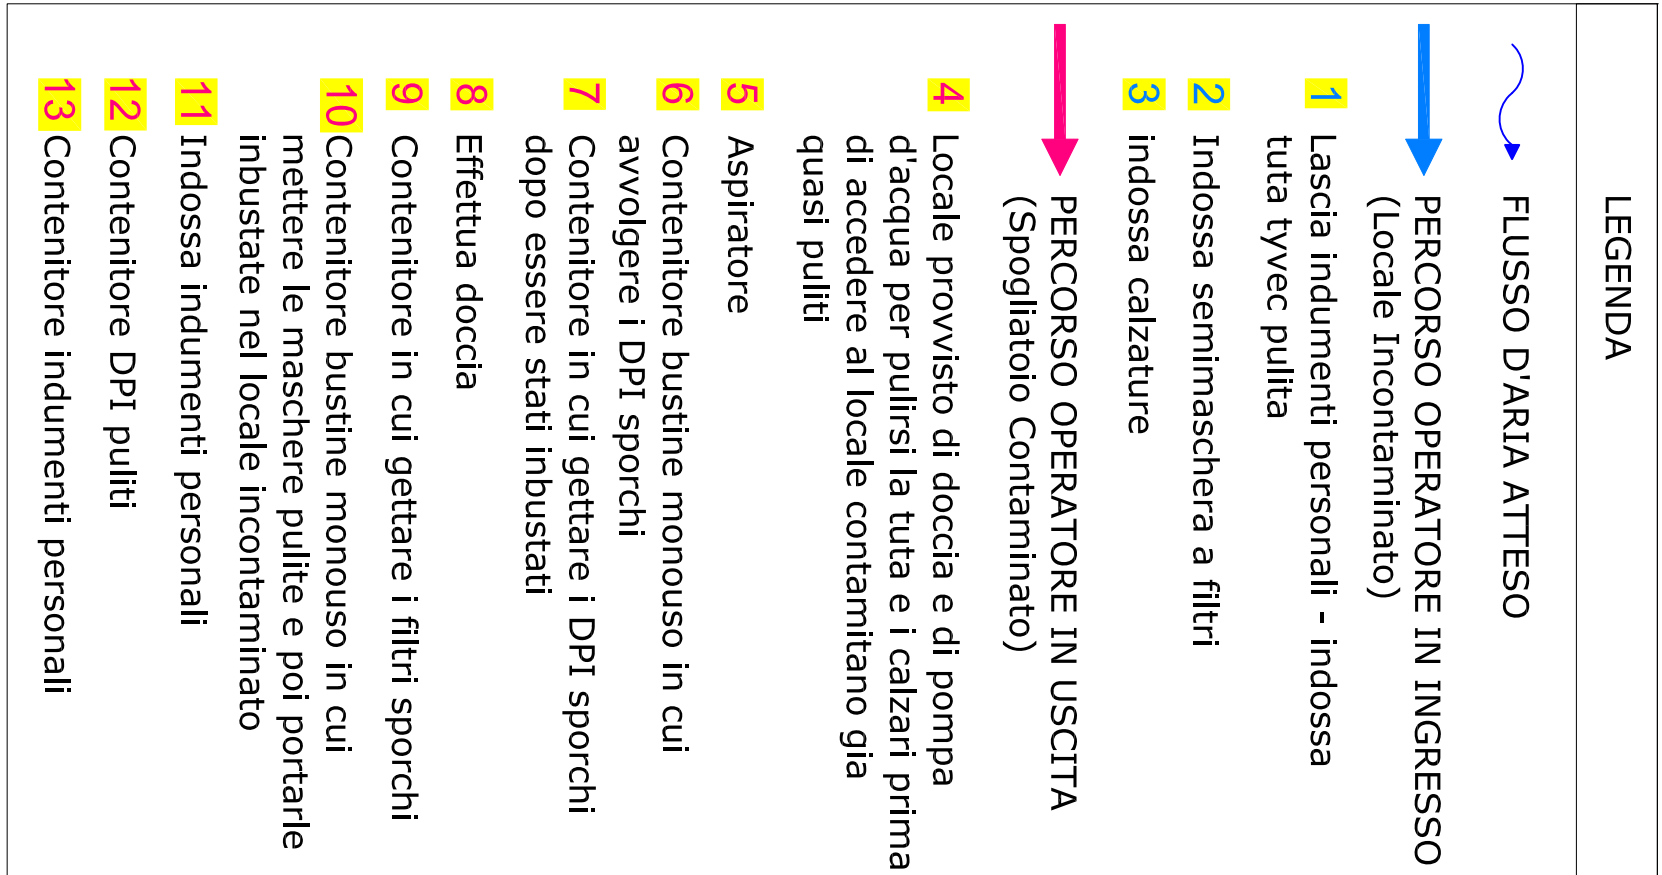 LEGENDA
FLUSSO D'ARIA ATTESO
PERCORSO OPERATORE IN INGRESSO
(Locale Incontaminato)
1 Lascia indumenti personali - indossa
tuta tyvec pulita
2 Indossa semimaschera a filtri
3 indossa calzature
PERCORSO OPERATORE IN USCITA
(Spogliatoio Contaminato)
4 Locale provvisto di doccia e di pompa
d'acqua per pulirsi la tuta e i calzari prima
di accedere al locale contamitano gia
quasi puliti
5 Aspiratore
6 Contenitore bustine monouso in cui
avvolgere i DPI sporchi
7 Contenitore in cui gettare i DPI sporchi
dopo essere stati inbustati
8 Effettua doccia
9 Contenitore in cui gettare i filtri sporchi
10 Contenitore bustine monouso in cui
mettere le maschere pulite e poi portarle
inbustate nel locale incontaminato
11 Indossa indumenti personali
12 Contenitore DPI puliti
13 Contenitore indumenti personali